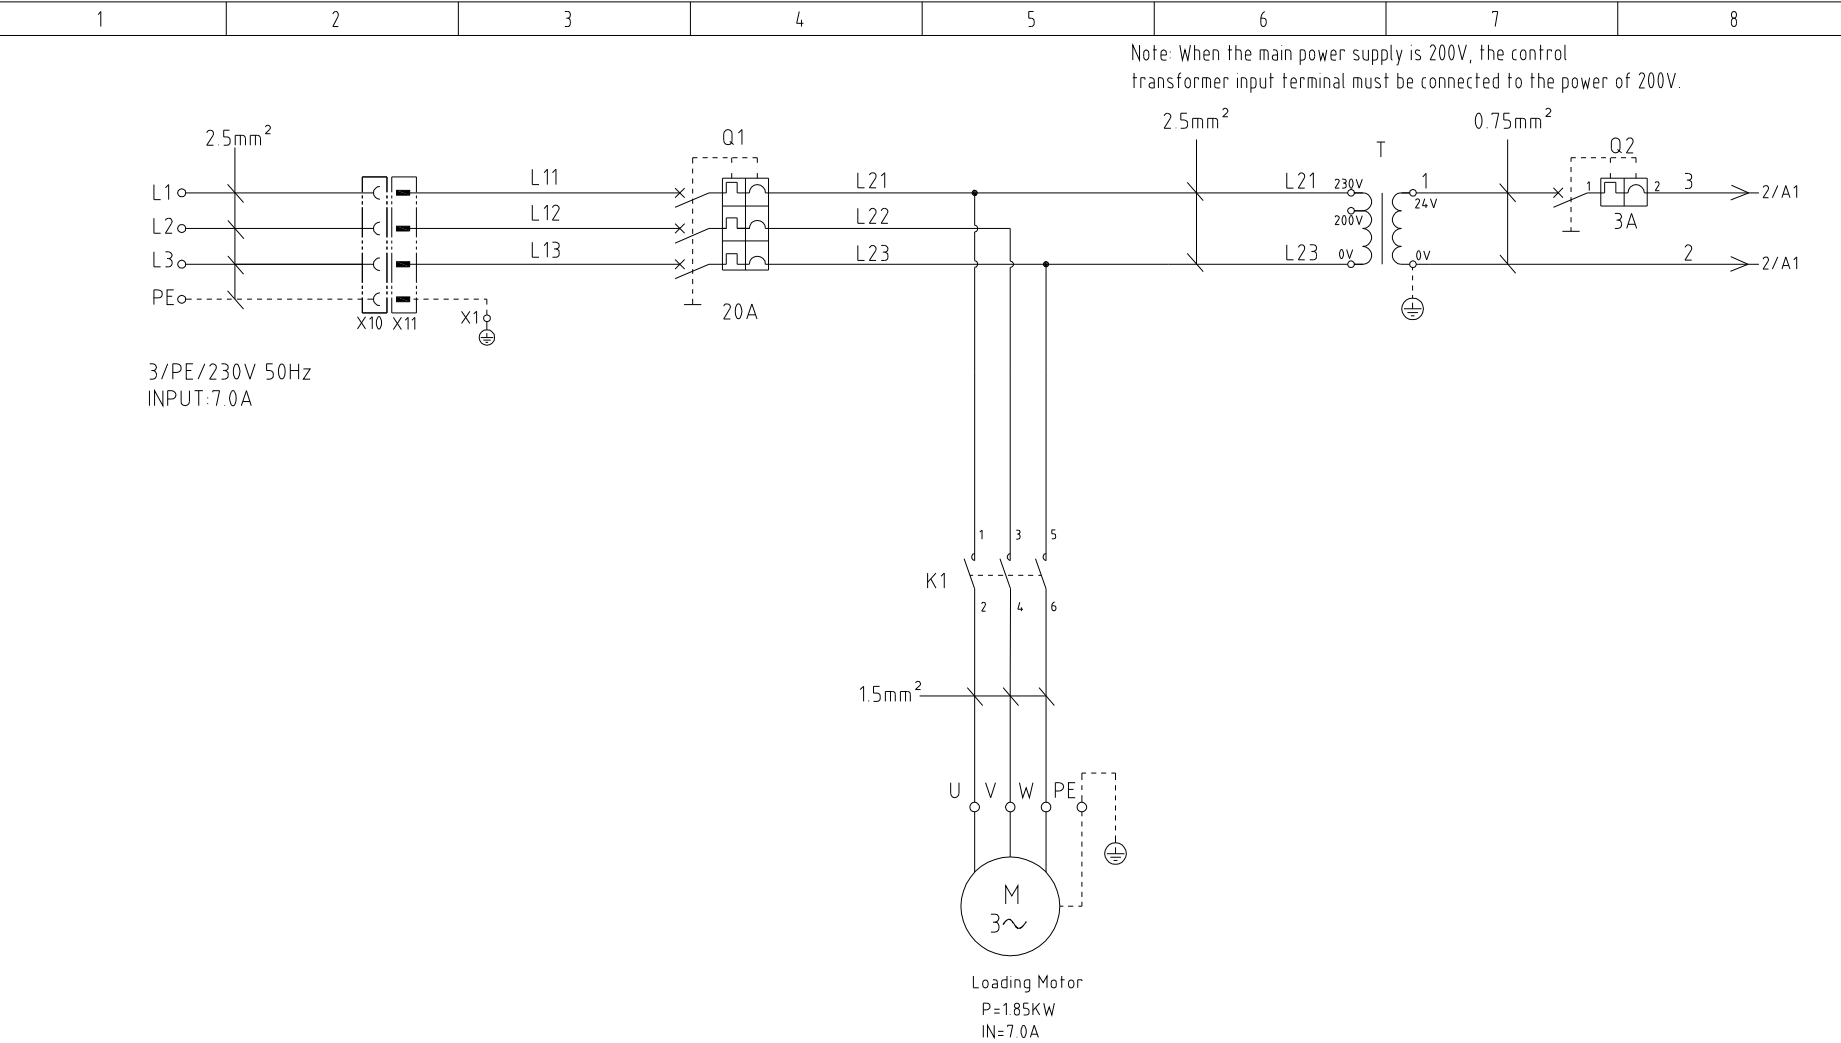 1 2 3 4 5 6 7 8
Note: When the main power supply is 200V, the control
transformer input terminal must be connected to the power of 200V.
2.5mm²
Q1
2.5mm²
0.75mm²
T
Q2
L1
L11
L21
L21
230V
1
24V
1
2
3
2/A1
L2
L12
L22
200V
3A
L3
L13
L23
L23
0V
0V
2
2/A1
PE
X10
X11
X1
20A
3/PE/230V 50Hz
INPUT:7.0A
1
3
5
K1
2
4
6
1.5mm²
U
V
W
PE
M
3~
Loading Motor
P=1.85KW
IN=7.0A